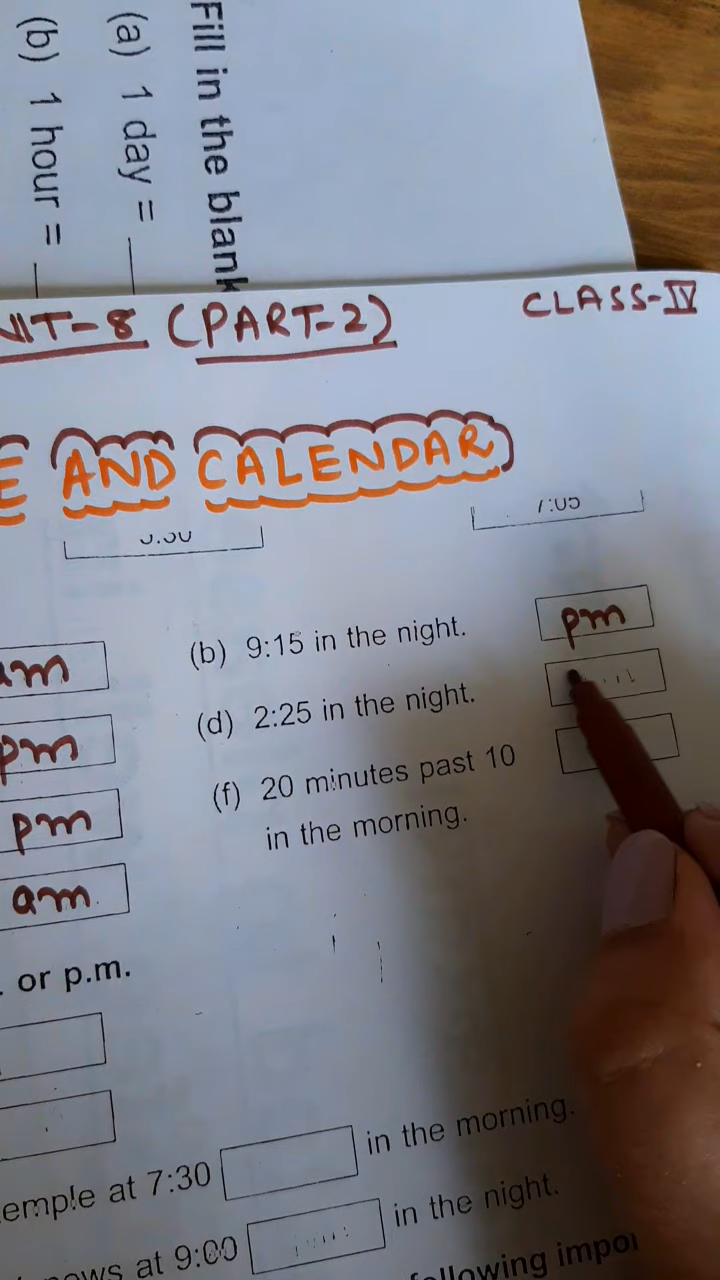 Fill in the blank
(a) 1 day =
(b) 1 hour =
UNIT-8 (PART-2) CLASS-IV
AND CALENDAR
7:05
am (b) 9:15 in the night. pm
pm (d) 2:25 in the night.
pm (f) 20 minutes past 10
in the morning.
am.
or p.m.
emple at 7:30 in the morning.
at 9:00 in the night.
following impor